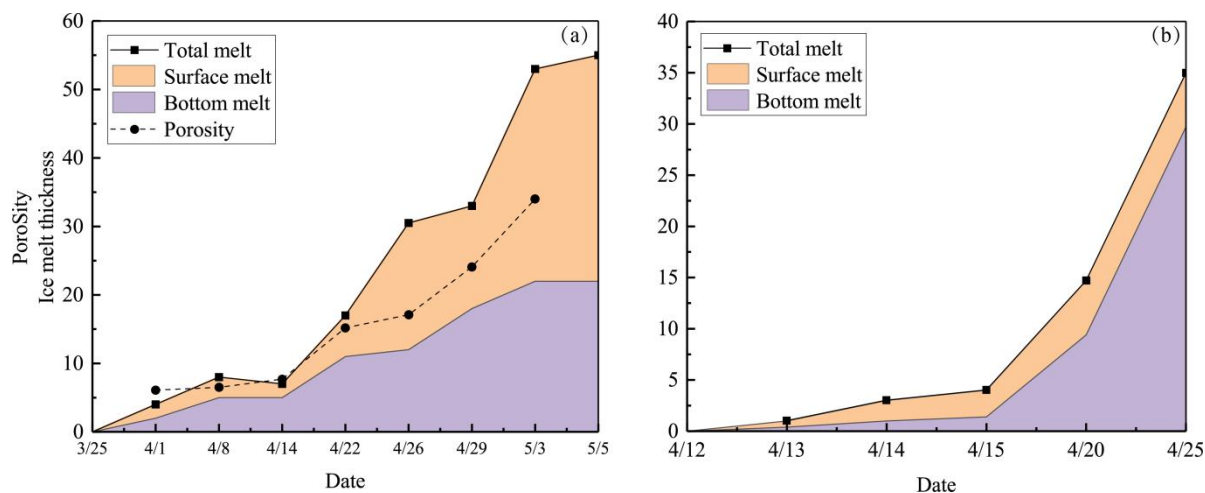 60
50
40
30
20
10
0
PoroSity
Ice melt thickness
(a)
Total melt
Surface melt
Bottom melt
Porosity
3/25 4/1 4/8 4/14 4/22 4/26 4/29 5/3 5/5
Date
40
35
30
25
20
15
10
5
0
(b)
Total melt
Surface melt
Bottom melt
4/12 4/13 4/14 4/15 4/20 4/25
Date